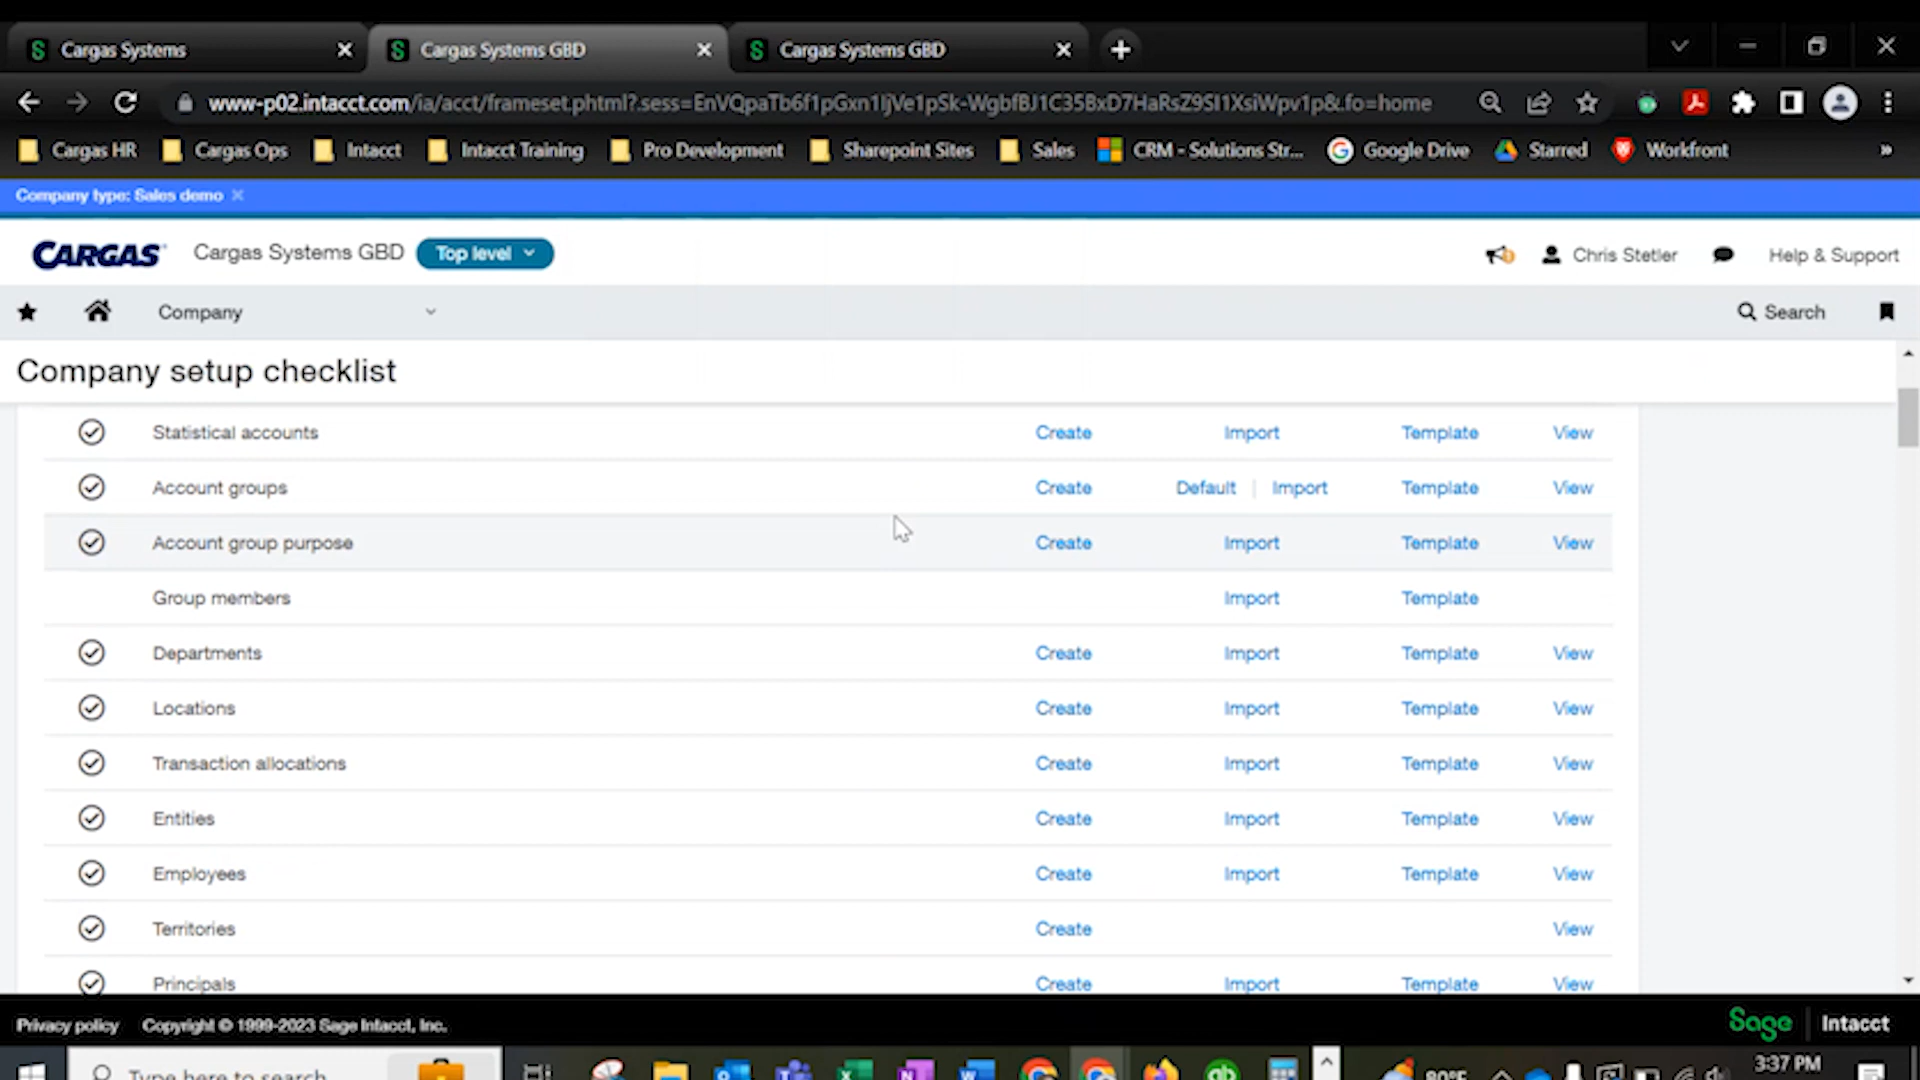 Cargas Systems
Cargas Systems GBD
Cargas Systems GBD
www-p02.intacct.com/ia/acct/frameset.phtml?.sess=EnVQpaTb6f1pGxn1IjVe1pSk-WgbfBJ1C35BxD7HaRsZ9SI1XsiWpv1p&.fo=home
Cargas HR Cargas Ops Intacct Intacct Training Pro Development Sharepoint Sites Sales CRM - Solutions Str... Google Drive Starred Workfront »
Company type: Sales demo
CARGAS Cargas Systems GBD Top level Chris Stetler Help & Support
Company Search
Company setup checklist
Statistical accounts Create Import Template View
Account groups Create Default | Import Template View
Account group purpose Create Import Template View
Group members Import Template
Departments Create Import Template View
Locations Create Import Template View
Transaction allocations Create Import Template View
Entities Create Import Template View
Employees Create Import Template View
Territories Create View
Principals Create Import Template View
Privacy policy Copyright © 1999-2023 Sage Intacct, Inc. Sage Intacct
Type here to search 80°F 3:37 PM